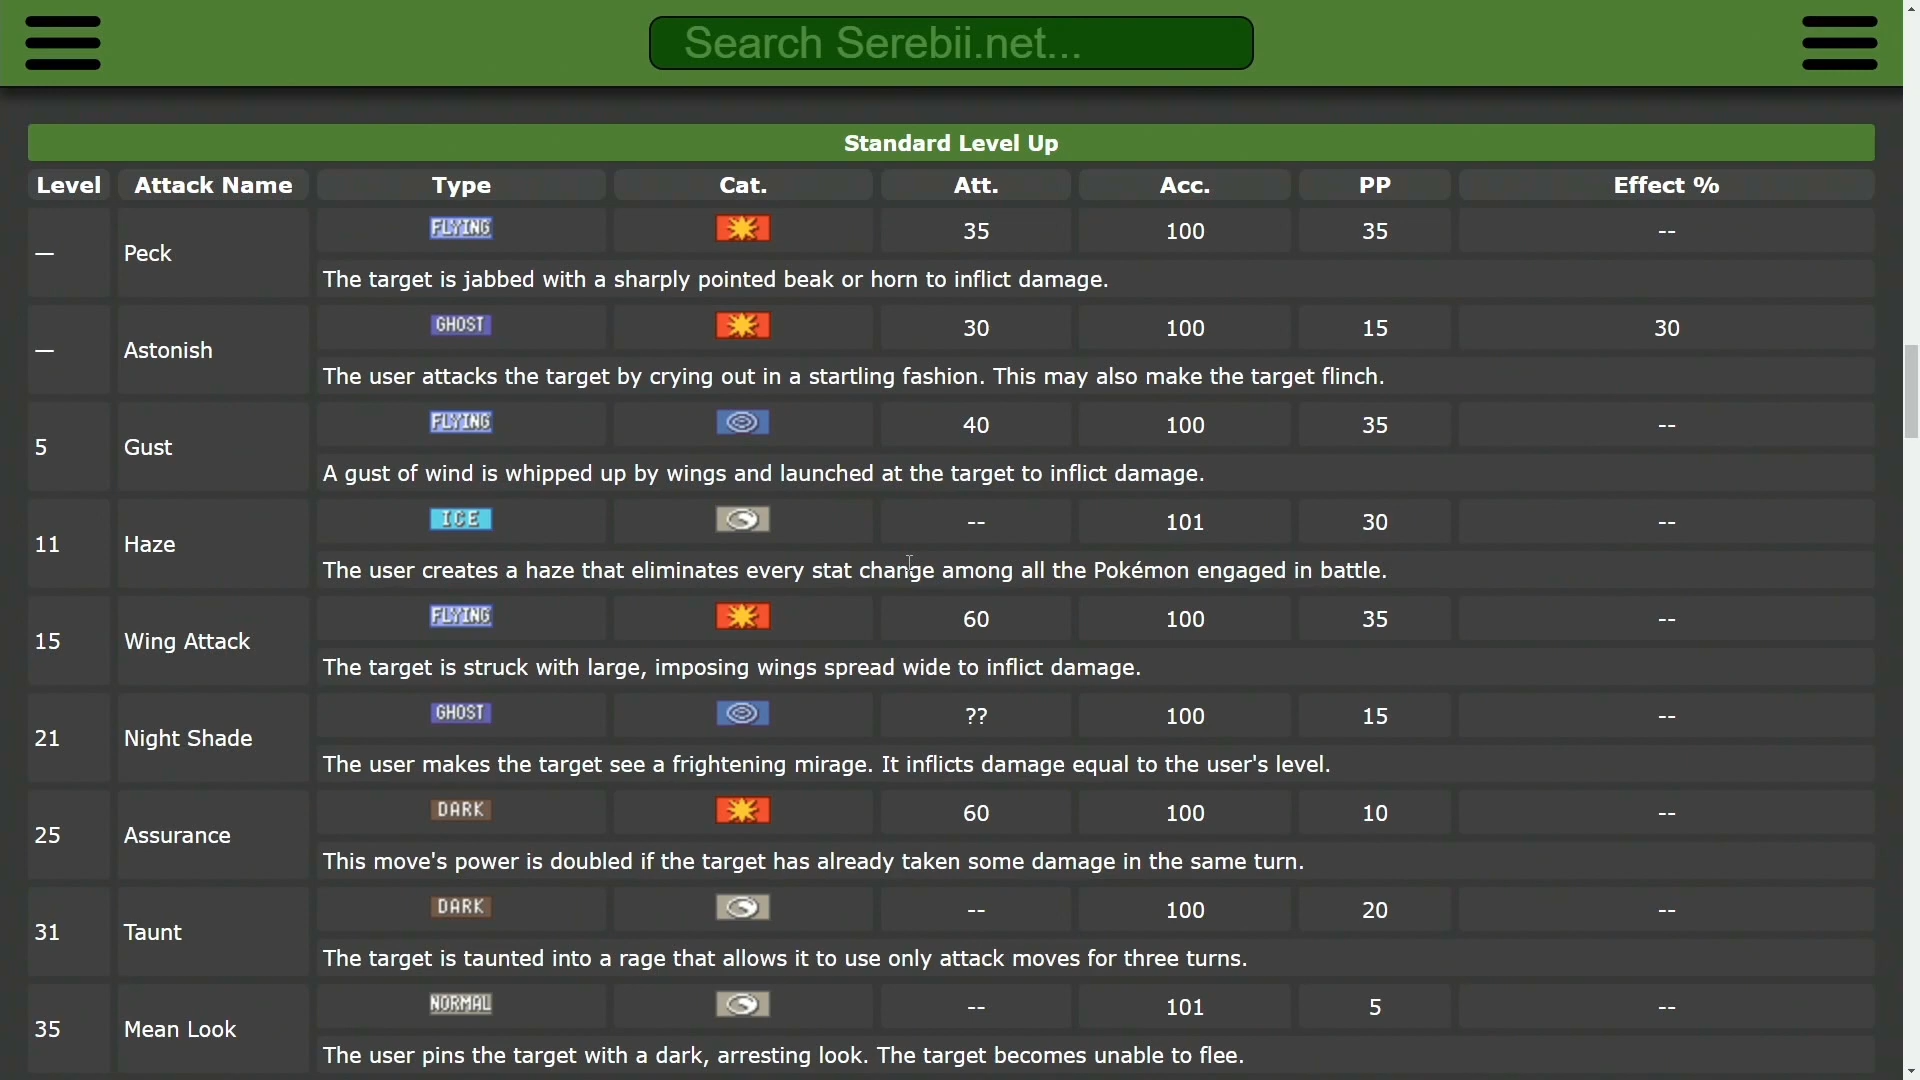 Search Serebii.net...
Standard Level Up
Level Attack Name Type Cat. Att. Acc. PP Effect %
— Peck FLYING 35 100 35 --
The target is jabbed with a sharply pointed beak or horn to inflict damage.
— Astonish GHOST 30 100 15 30
The user attacks the target by crying out in a startling fashion. This may also make the target flinch.
5 Gust FLYING 40 100 35 --
A gust of wind is whipped up by wings and launched at the target to inflict damage.
11 Haze ICE -- 101 30 --
The user creates a haze that eliminates every stat change among all the Pokémon engaged in battle.
15 Wing Attack FLYING 60 100 35 --
The target is struck with large, imposing wings spread wide to inflict damage.
21 Night Shade GHOST ?? 100 15 --
The user makes the target see a frightening mirage. It inflicts damage equal to the user's level.
25 Assurance DARK 60 100 10 --
This move's power is doubled if the target has already taken some damage in the same turn.
31 Taunt DARK -- 100 20 --
The target is taunted into a rage that allows it to use only attack moves for three turns.
35 Mean Look NORMAL -- 101 5 --
The user pins the target with a dark, arresting look. The target becomes unable to flee.